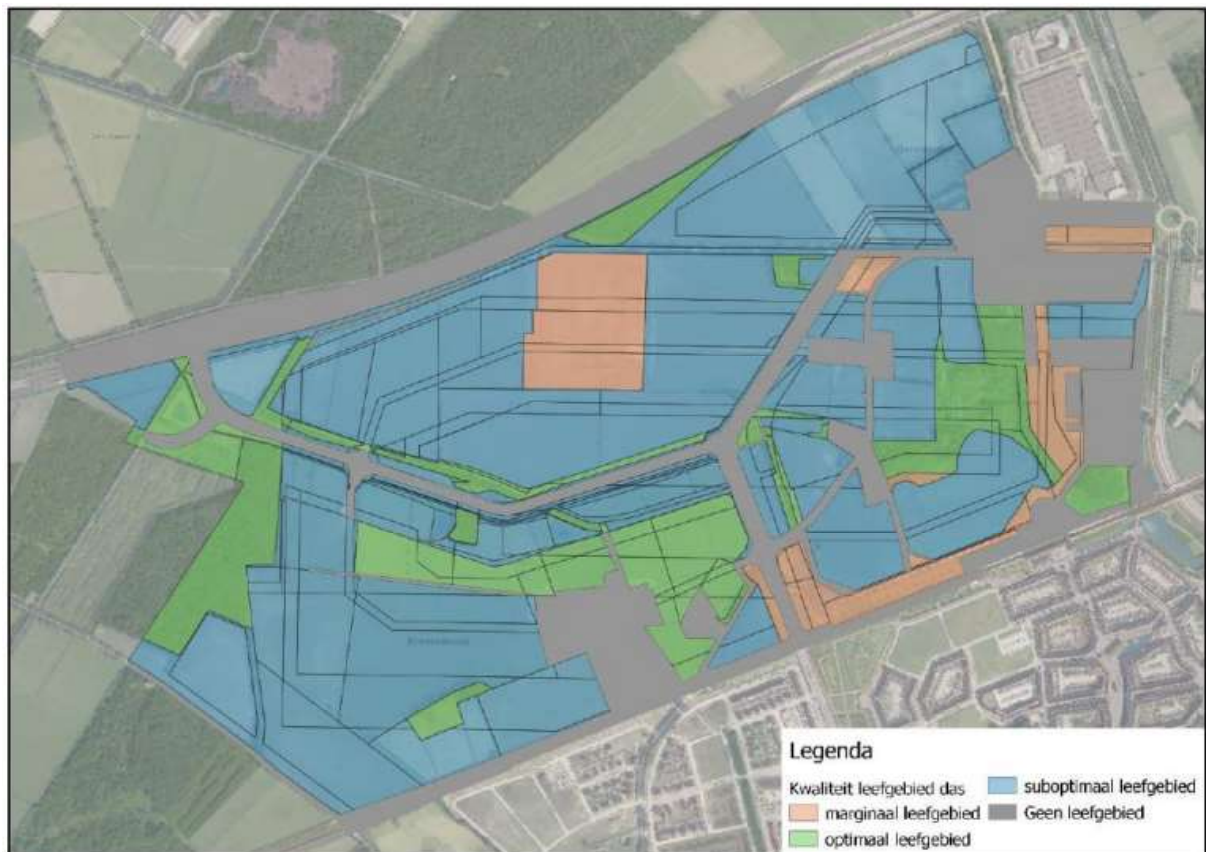 Legenda
Kwaliteit leefgebied das
marginaal leefgebied
optimaal leefgebied
suboptimaal leefgebied
Geen leefgebied